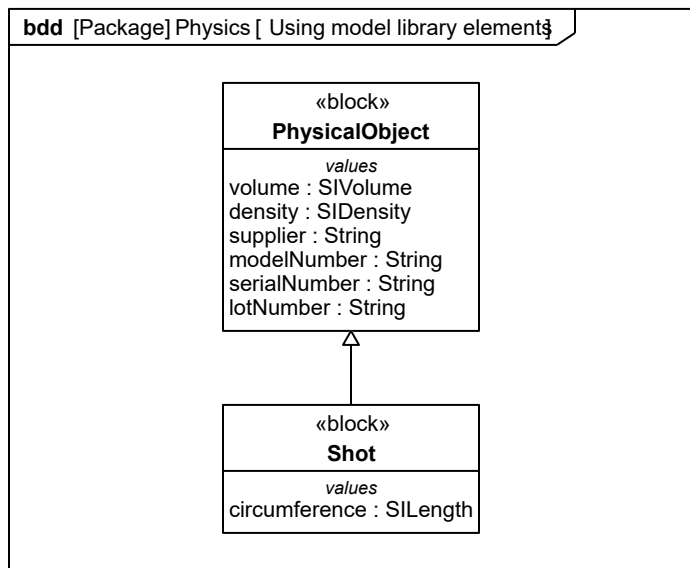 bdd [Package] Physics [ Using model library elements]
«block»
PhysicalObject
values
volume : SIVolume
density : SIDensity
supplier : String
modelNumber : String
serialNumber : String
lotNumber : String
«block»
Shot
values
circumference : SILength